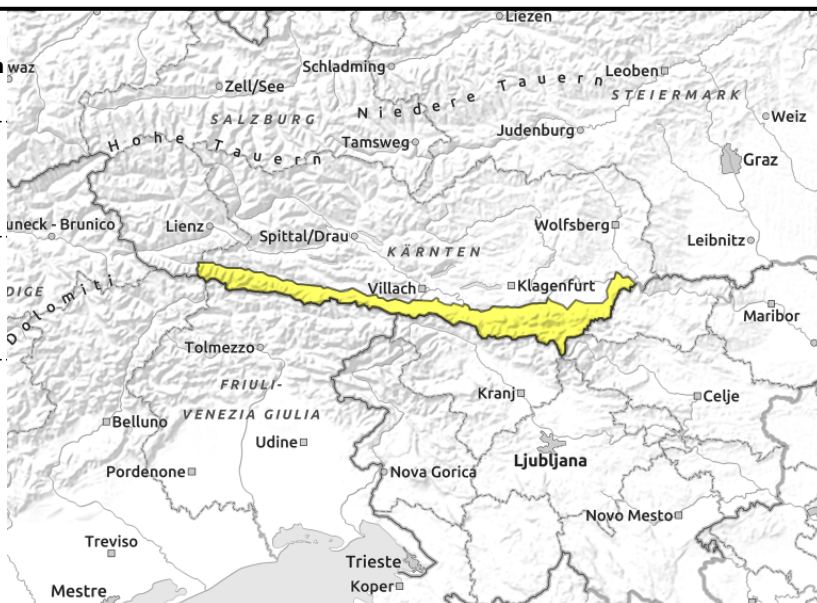 Liezen
waz
Schladming
Leoben
Zell/See
Niedere Tauern
STEIERMARK
SALZBURG
Weiz
Hohe Tauern
Tamsweg
Judenburg
Graz
uneck - Brunico
Lienz
Wolfsberg
Spittal/Drau
KÄRNTEN
Leibnitz
Villach
Klagenfurt
DIGE
Dolomiti
Maribor
Tolmezzo
FRIULI-
VENEZIA GIULIA
Kranj
Celje
Belluno
Udine
Ljubljana
Pordenone
Nova Gorica
Novo Mesto
Treviso
Trieste
Koper
Mestre